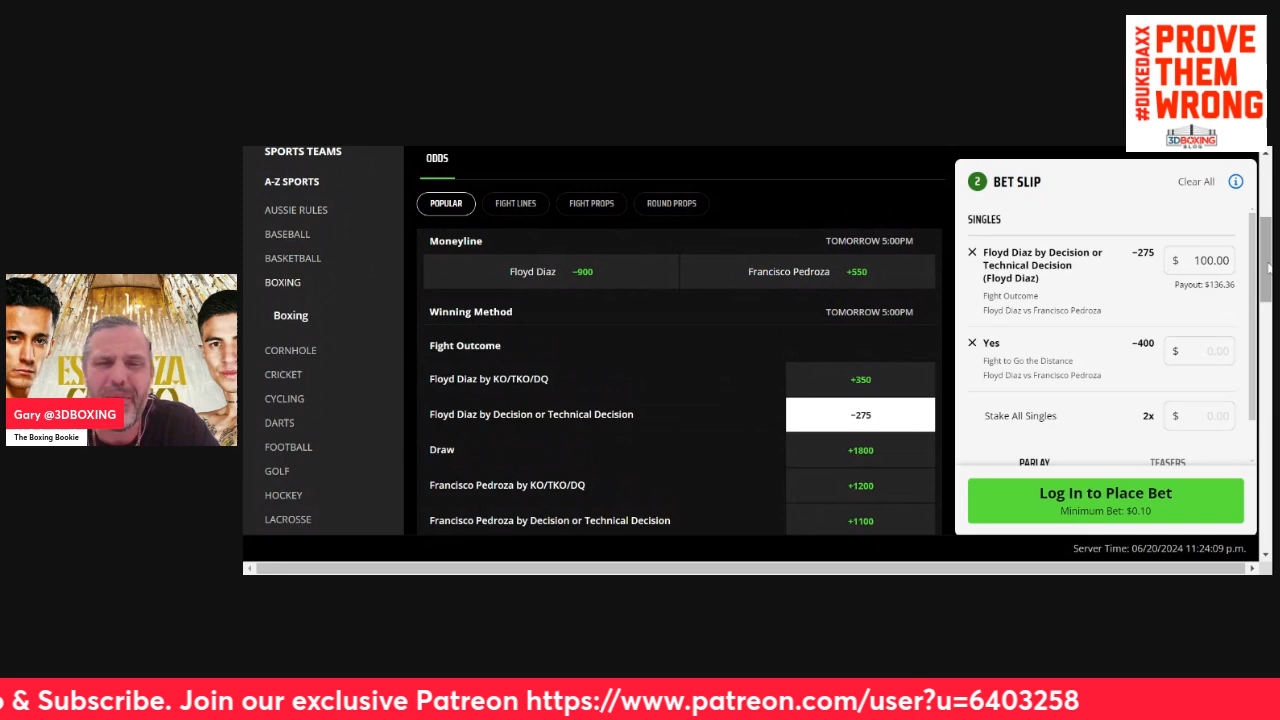 #DUKEDAXX
PROVE
THEM
WRONG
3DBOXING
BLOG
SPORTS TEAMS
A-Z SPORTS
AUSSIE RULES
BASEBALL
BASKETBALL
BOXING
Boxing
CORNHOLE
CRICKET
CYCLING
DARTS
FOOTBALL
GOLF
HOCKEY
LACROSSE
ODDS
POPULAR FIGHT LINES FIGHT PROPS ROUND PROPS
Moneyline TOMORROW 5:00PM
Floyd Diaz −900 Francisco Pedroza +550
Winning Method TOMORROW 5:00PM
Fight Outcome
Floyd Diaz by KO/TKO/DQ +350
Floyd Diaz by Decision or Technical Decision −275
Draw +1800
Francisco Pedroza by KO/TKO/DQ +1200
Francisco Pedroza by Decision or Technical Decision +1100
2 BET SLIP Clear All i
SINGLES
Floyd Diaz by Decision or −275 $ 100.00
Technical Decision
(Floyd Diaz)
Payout: $136.36
Fight Outcome
Floyd Diaz vs Francisco Pedroza
Yes −400 $ 0.00
Fight to Go the Distance
Floyd Diaz vs Francisco Pedroza
Stake All Singles 2x $ 0.00
PARLAY TEASERS
Log In to Place Bet
Minimum Bet: $0.10
Server Time: 06/20/2024 11:24:09 p.m.
Gary @3DBOXING
The Boxing Bookie
o & Subscribe. Join our exclusive Patreon https://www.patreon.com/user?u=6403258